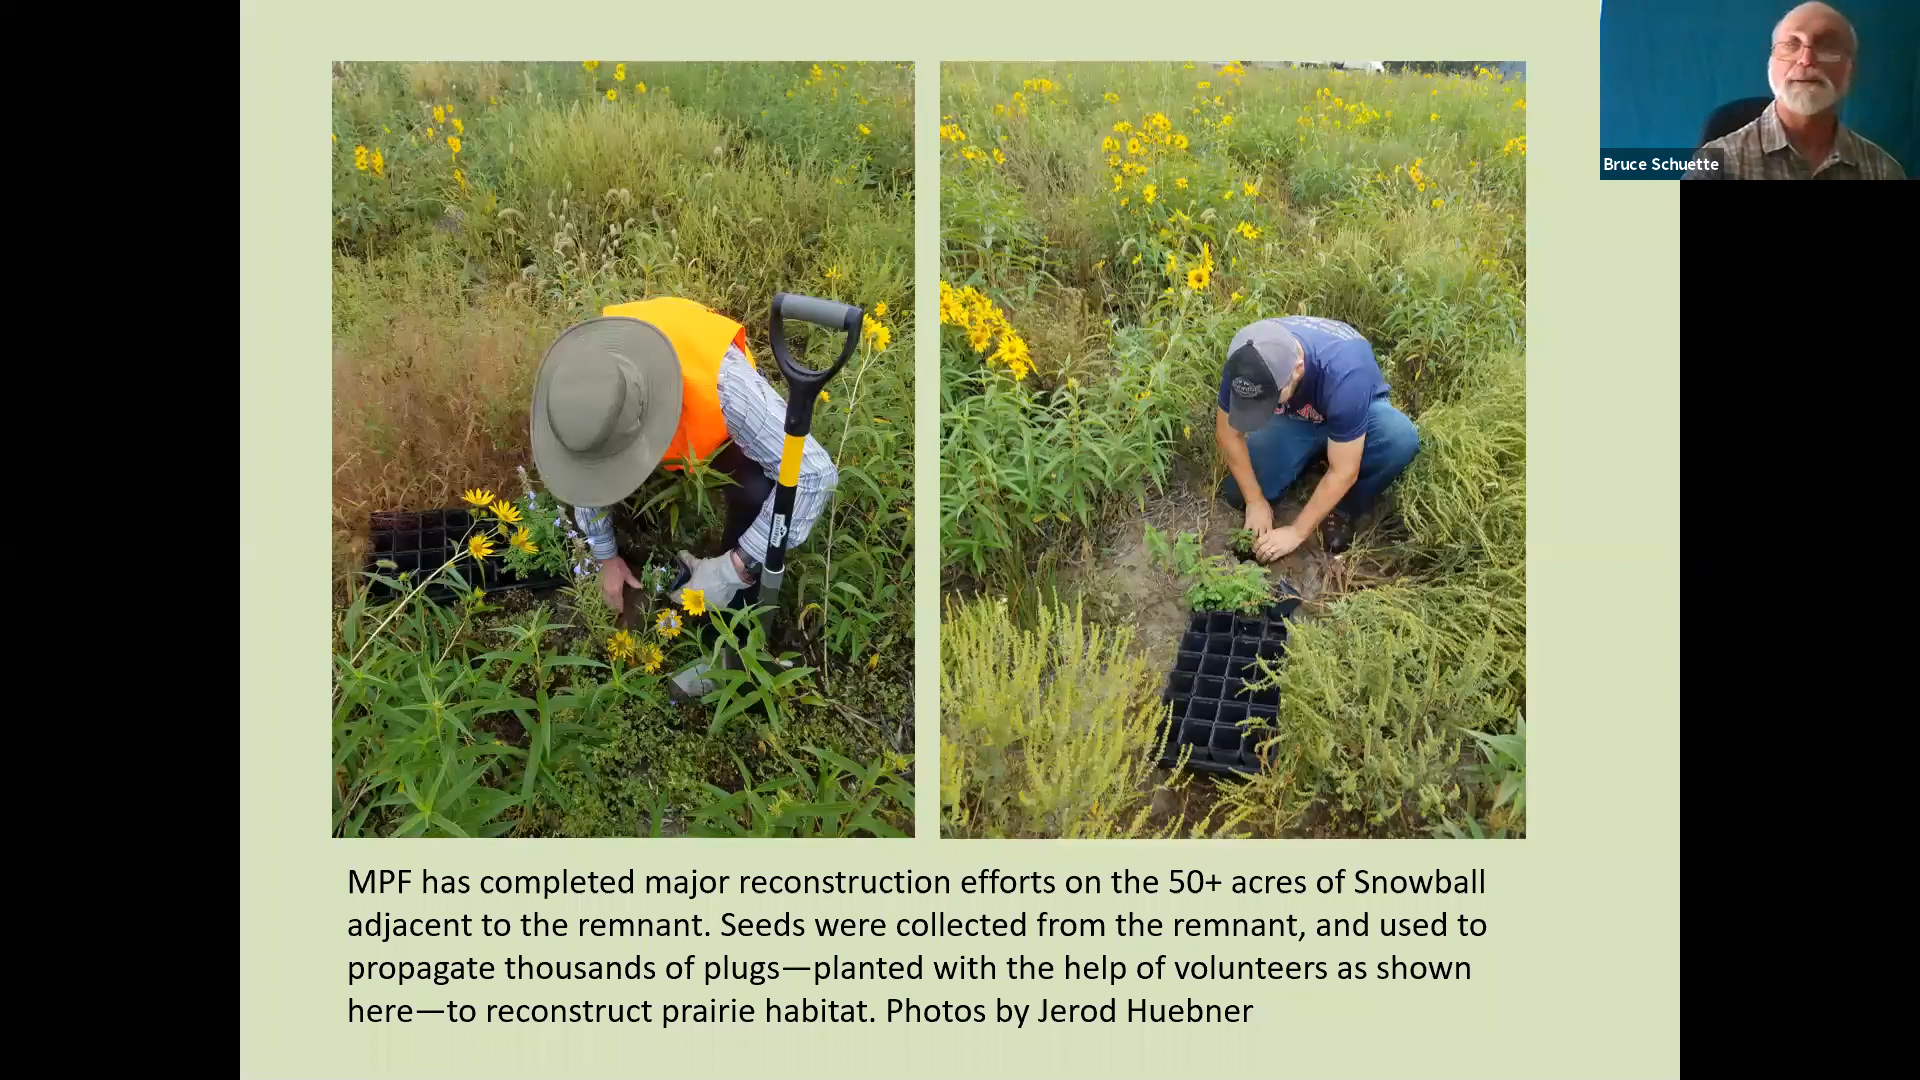 Bruce Schuette
MPF has completed major reconstruction efforts on the 50+ acres of Snowball
adjacent to the remnant. Seeds were collected from the remnant, and used to
propagate thousands of plugs—planted with the help of volunteers as shown
here—to reconstruct prairie habitat. Photos by Jerod Huebner